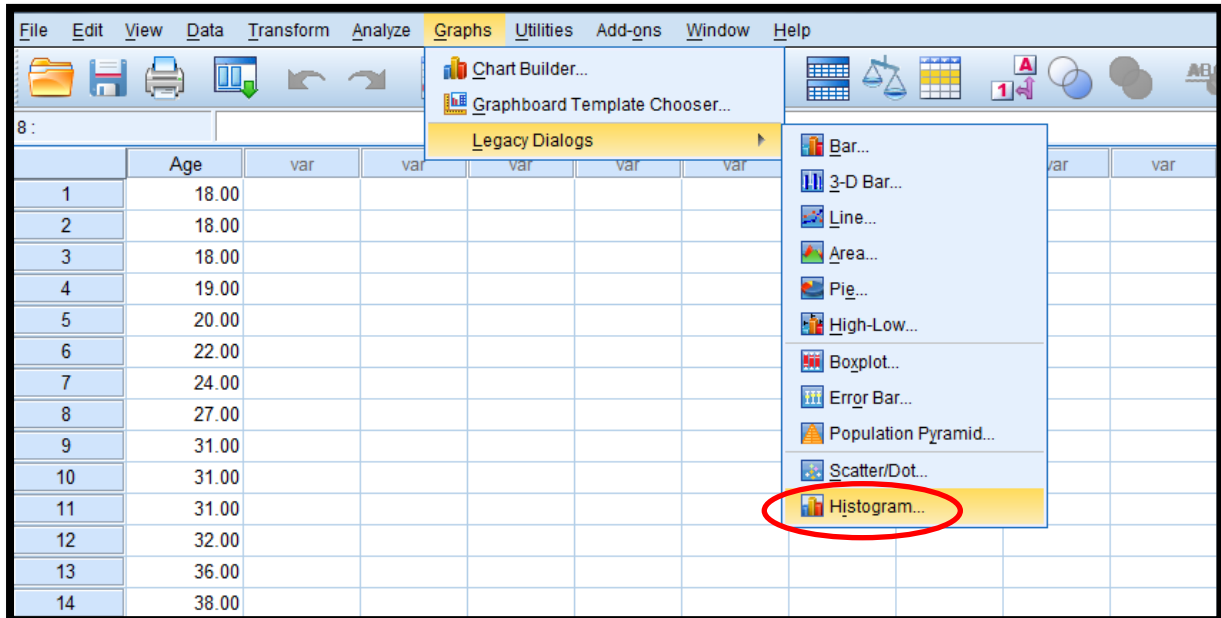 File Edit View Data Transform Analyze Graphs Utilities Add-ons Window Help
Chart Builder...
Graphboard Template Chooser...
Legacy Dialogs
A
1
8 :
Bar...
3-D Bar...
Line...
Area...
Pie...
High-Low...
Boxplot...
Error Bar...
Population Pyramid...
Scatter/Dot...
Histogram...
Age var var var var var var var
1 18.00
2 18.00
3 18.00
4 19.00
5 20.00
6 22.00
7 24.00
8 27.00
9 31.00
10 31.00
11 31.00
12 32.00
13 36.00
14 38.00